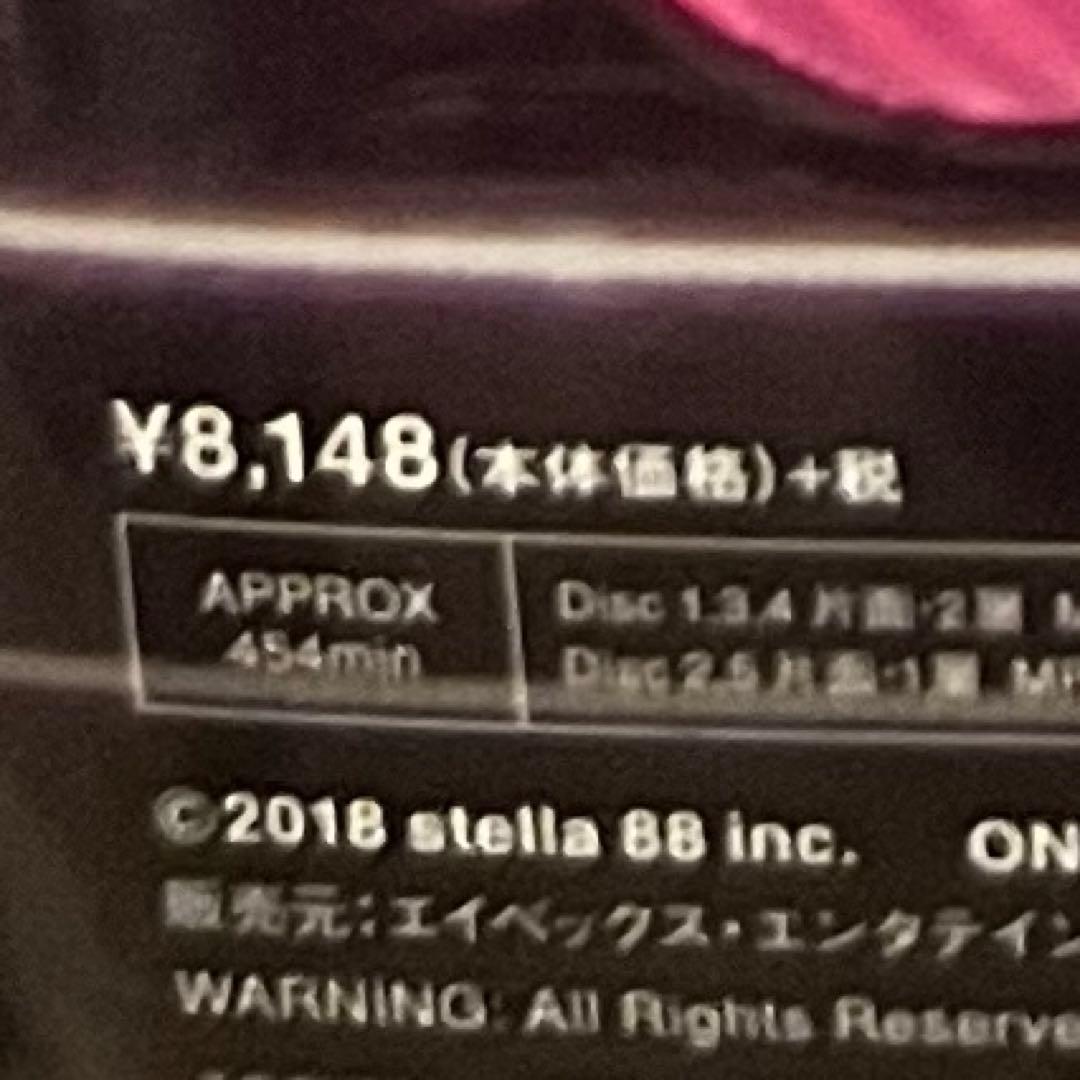 ¥8,148(本体価格)+税
APPROX
454min
Disc 1.3.4 片面·2層
Disc 2.5 片面·1層
©2018 stella 88 inc. ON
販売元:エイベックス・エンタテイン
WARNING: All Rights Reserve